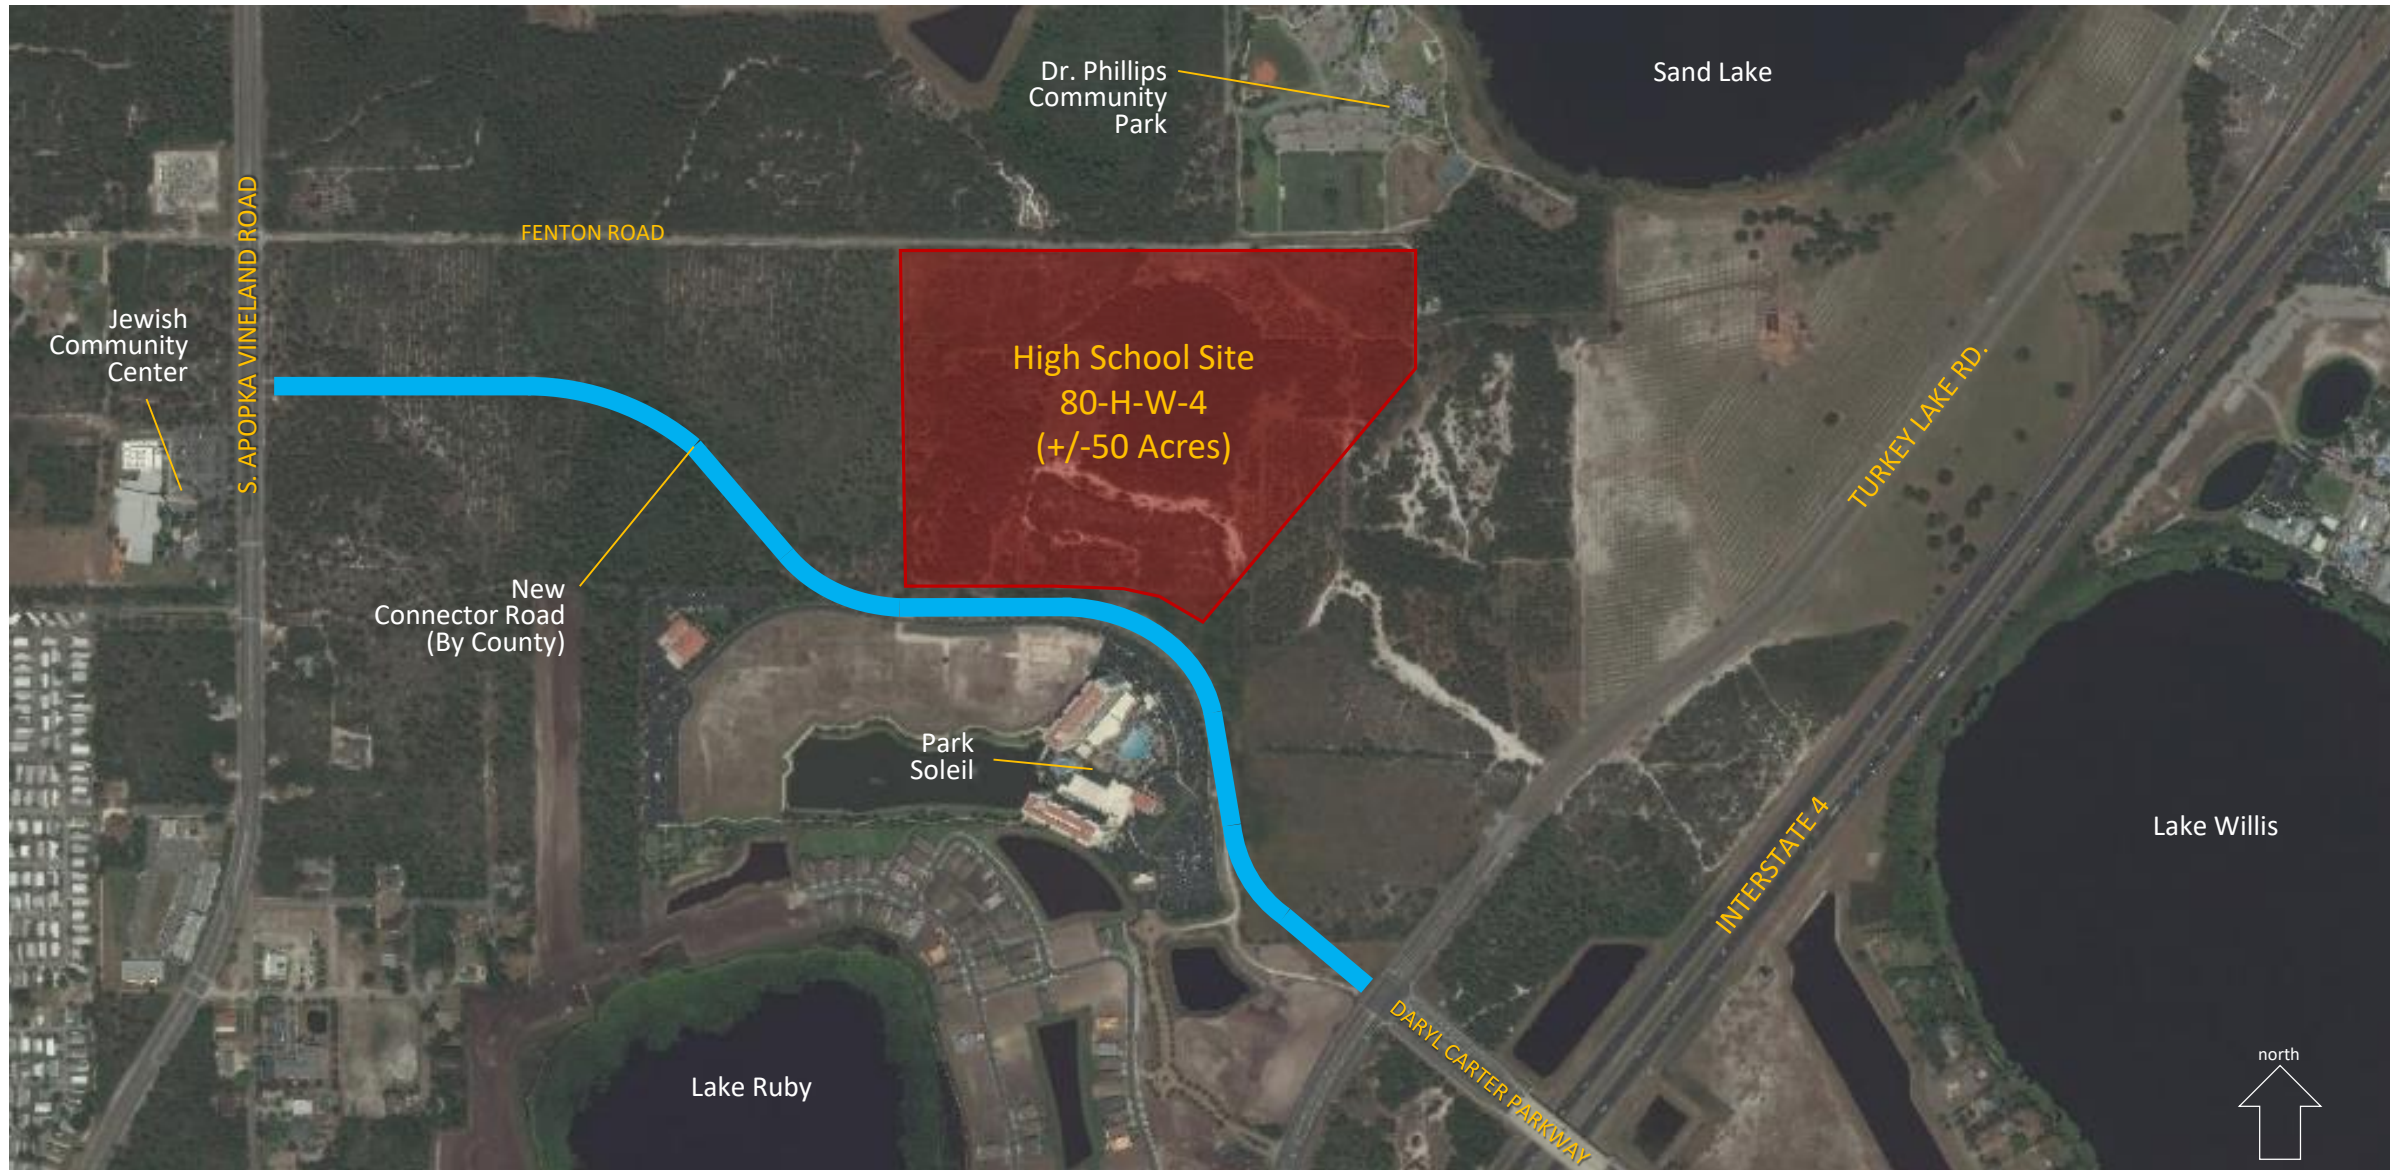 Dr. Phillips
Community
Park
Sand Lake
S. APOPKA VINELAND ROAD
FENTON ROAD
Jewish
Community
Center
High School Site
80-H-W-4
(+/-50 Acres)
TURKEY LAKE RD.
New
Connector Road
(By County)
Park
Soleil
INTERSTATE 4
Lake Willis
DARYL CARTER PARKWAY
Lake Ruby
north